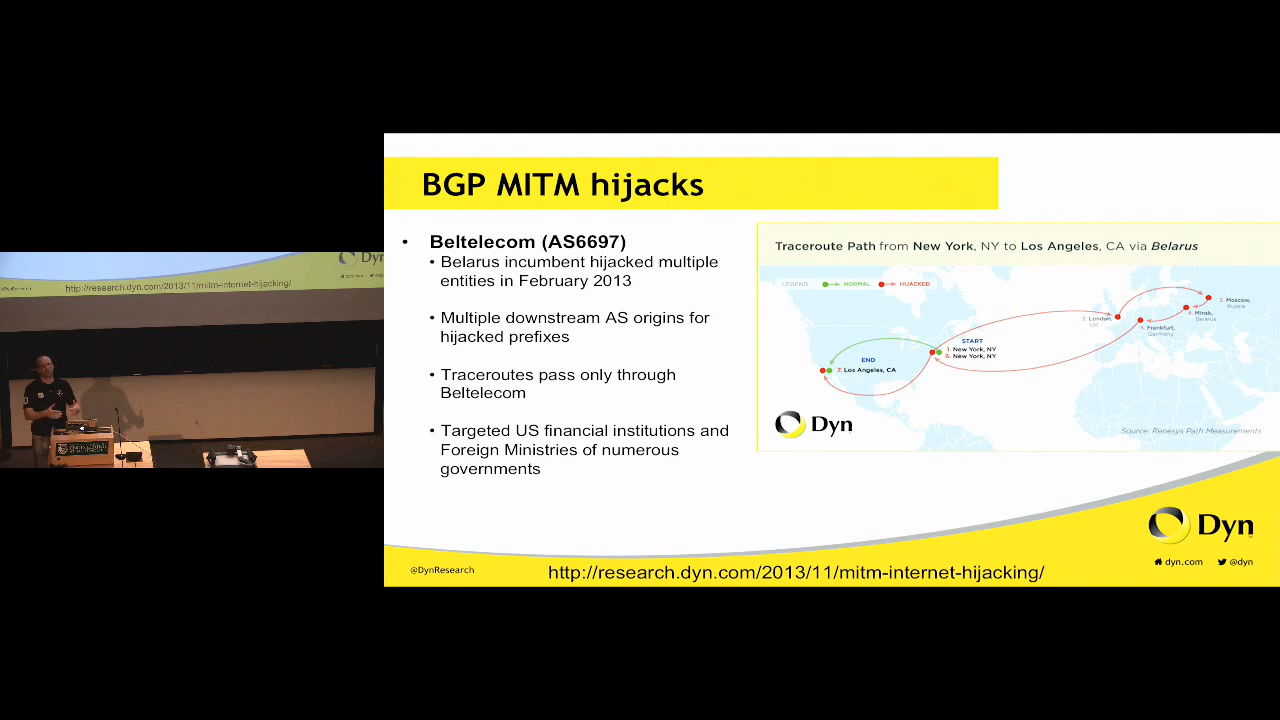 BGP MITM hijacks
• Beltelecom (AS6697)
• Belarus incumbent hijacked multiple
entities in February 2013
• Multiple downstream AS origins for
hijacked prefixes
• Traceroutes pass only through
Beltelecom
• Targeted US financial institutions and
Foreign Ministries of numerous
governments
Traceroute Path from New York, NY to Los Angeles, CA via Belarus
LEGEND NORMAL HIJACKED
2. London,
UK
3. Moscow,
Russia
4. Minsk,
Belarus
Frankfurt,
Germany
START
1. New York, NY
6. New York, NY
END
7. Los Angeles, CA
Dyn
Source: Renesys Path Measurements
Dyn
@DynResearch
http://research.dyn.com/2013/11/mitm-internet-hijacking/
dyn.com
@dyn
http://research.dyn.com/2013/11/mitm-internet-hijacking/